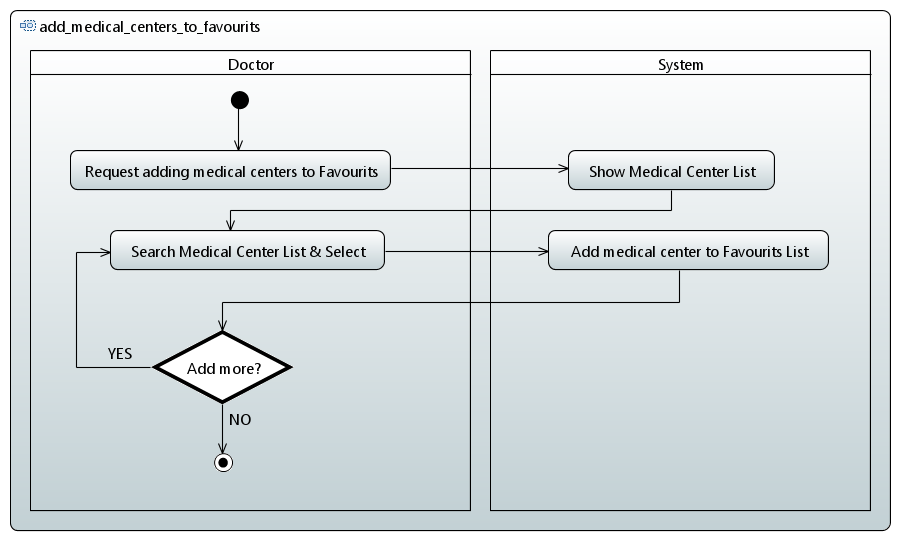 add_medical_centers_to_favourits
Doctor
System
Request adding medical centers to Favourits
Show Medical Center List
Search Medical Center List & Select
Add medical center to Favourits List
Add more?
YES
NO